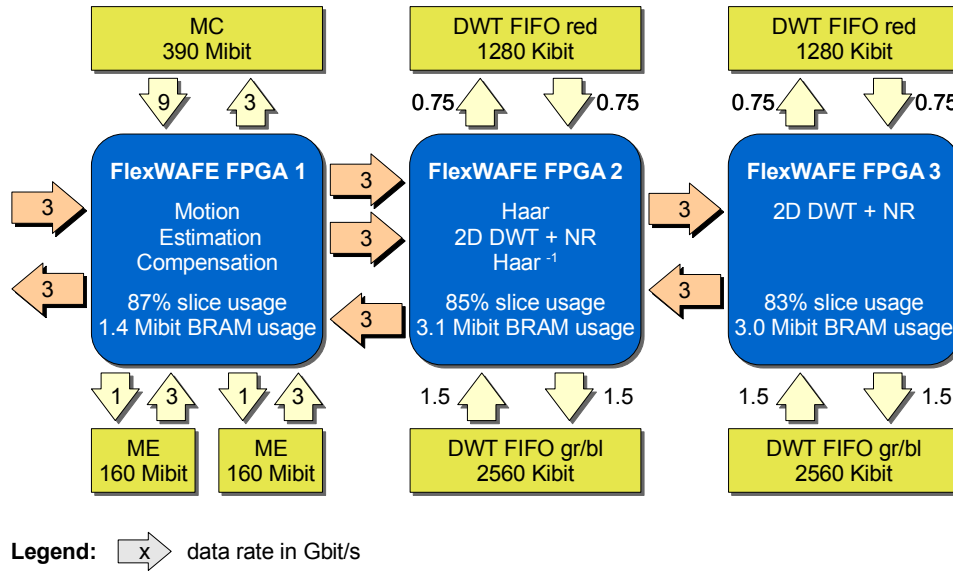 MC
390 Mibit
DWT FIFO red
1280 Kibit
DWT FIFO red
1280 Kibit
9
3
0.75
0.75
0.75
0.75
FlexWAFE FPGA 1
Motion
Estimation
Compensation
87% slice usage
1.4 Mibit BRAM usage
FlexWAFE FPGA 2
Haar
2D DWT + NR
Haar -1
85% slice usage
3.1 Mibit BRAM usage
FlexWAFE FPGA 3
2D DWT + NR
83% slice usage
3.0 Mibit BRAM usage
3
3
3
3
3
3
3
1
3
1
3
1.5
1.5
1.5
1.5
ME
160 Mibit
ME
160 Mibit
DWT FIFO gr/bl
2560 Kibit
DWT FIFO gr/bl
2560 Kibit
Legend: x data rate in Gbit/s